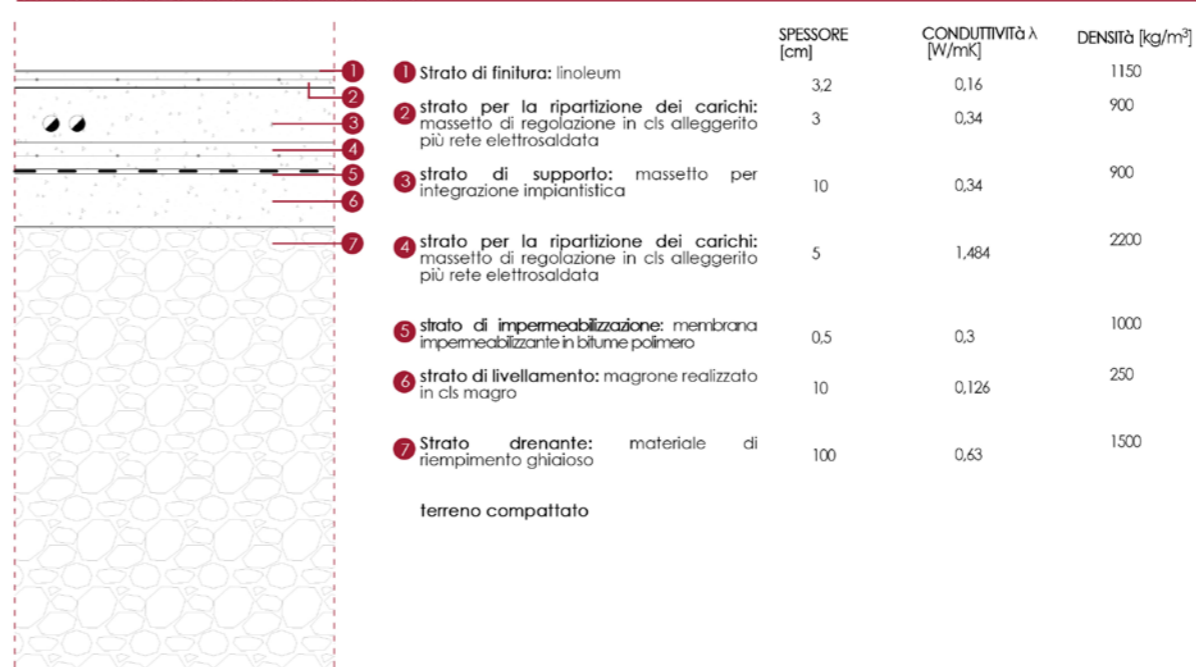 SPESSORE [cm] CONDUTTIVITà λ [W/mK] DENSITà [kg/m³]
1 Strato di finitura: linoleum 3,2 0,16 1150
2 strato per la ripartizione dei carichi:
massetto di regolazione in cls alleggerito
più rete elettrosaldata
3 0,34 900
3 strato di supporto: massetto per
integrazione impiantistica
10 0,34 900
4 strato per la ripartizione dei carichi:
massetto di regolazione in cls alleggerito
più rete elettrosaldata
5 1,484 2200
5 strato di impermeabilizzazione: membrana
impermeabilizzante in bitume polimero
0,5 0,3 1000
6 strato di livellamento: magrone realizzato
in cls magro
10 0,126 250
7 Strato drenante: materiale di
riempimento ghiaioso
100 0,63 1500
terreno compattato
1
2
3
4
5
6
7